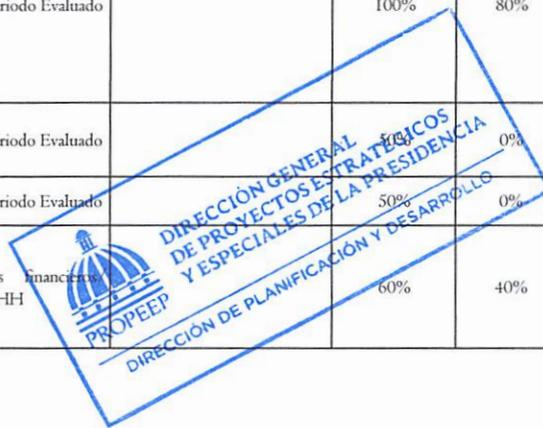 riodo Evaluado 100% 80%
riodo Evaluado 50% 0%
riodo Evaluado 50% 0%
s financieros/
HH 60% 40%
DIRECCIÓN GENERAL
DE PROYECTOS ESTRATÉGICOS
Y ESPECIALES DE LA PRESIDENCIA
PROPEEP
DIRECCIÓN DE PLANIFICACIÓN Y DESARROLLO